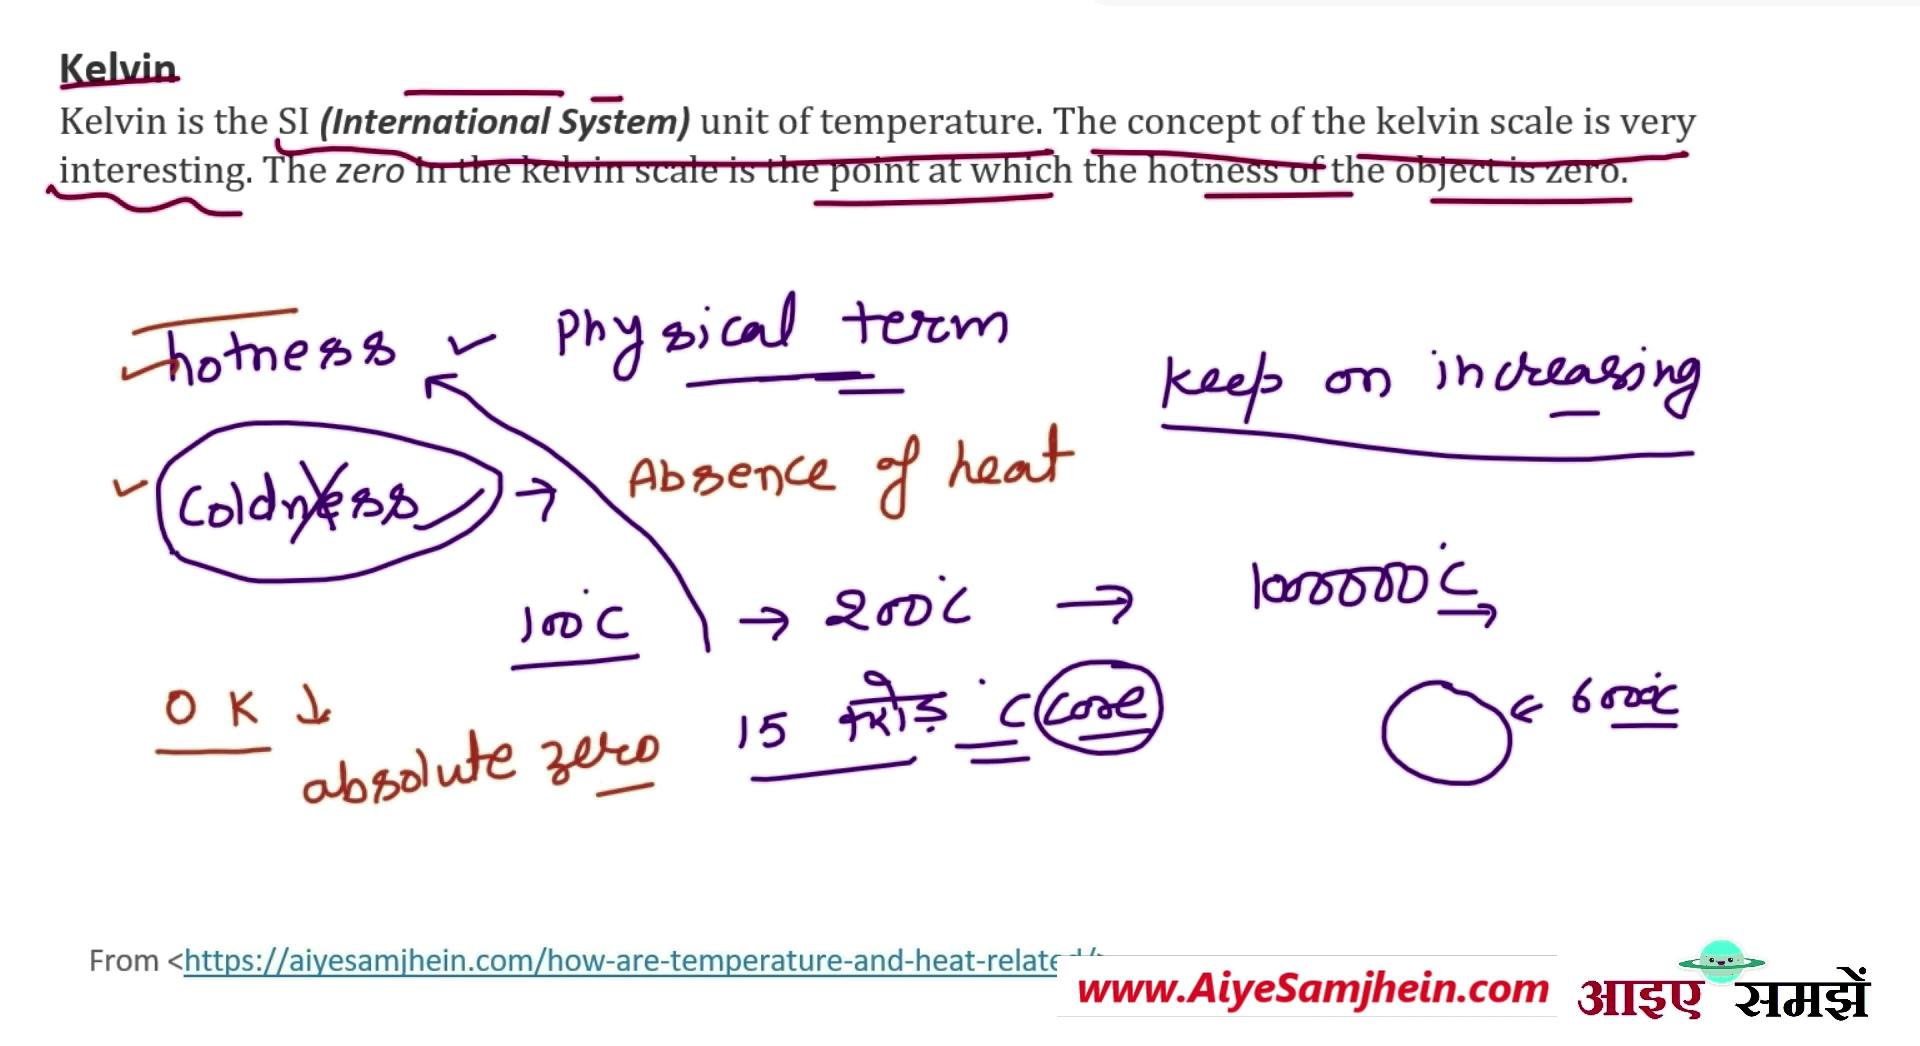 Kelvin
Kelvin is the SI (International System) unit of temperature. The concept of the kelvin scale is very
interesting. The zero in the kelvin scale is the point at which the hotness of the object is zero.
hotness ✓ Physical term
Keep on increasing
Coldness → Absence of heat
100°C → 200°C → 1000000°C
0 K ↓
absolute zero
15 °C core
6000°C
From <https://aiyesamjhein.com/how-are-temperature-and-heat-related/>
www.AiyeSamjhein.com
आइए समझें